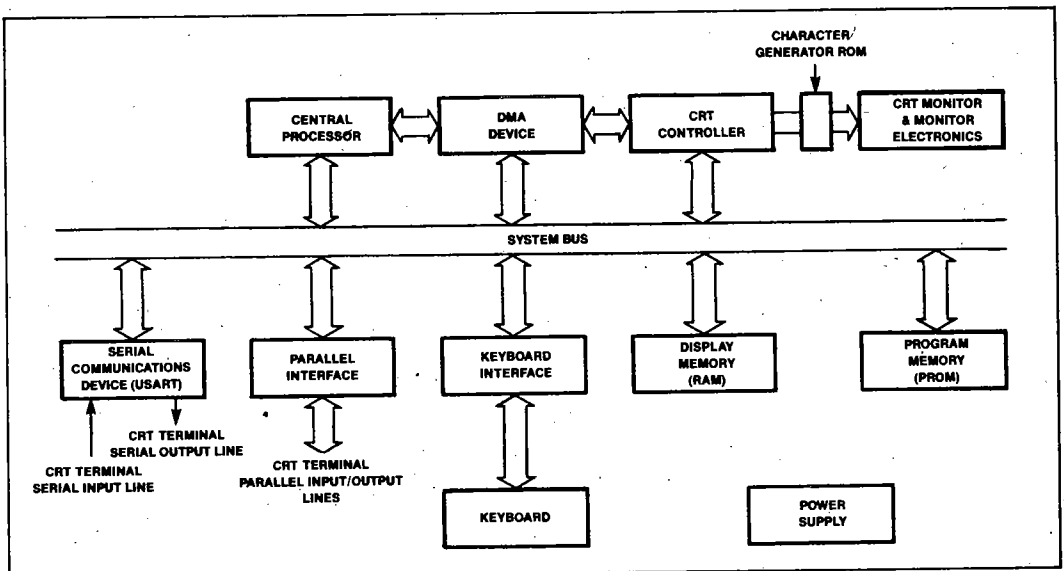 CHARACTER
GENERATOR ROM
CENTRAL
PROCESSOR
DMA
DEVICE
CRT
CONTROLLER
CRT MONITOR
& MONITOR
ELECTRONICS
SYSTEM BUS
SERIAL
COMMUNICATIONS
DEVICE (USART)
PARALLEL
INTERFACE
KEYBOARD
INTERFACE
DISPLAY
MEMORY
(RAM)
PROGRAM
MEMORY
(PROM)
CRT TERMINAL
SERIAL OUTPUT LINE
CRT TERMINAL
SERIAL INPUT LINE
CRT TERMINAL
PARALLEL INPUT/OUTPUT
LINES
KEYBOARD
POWER
SUPPLY